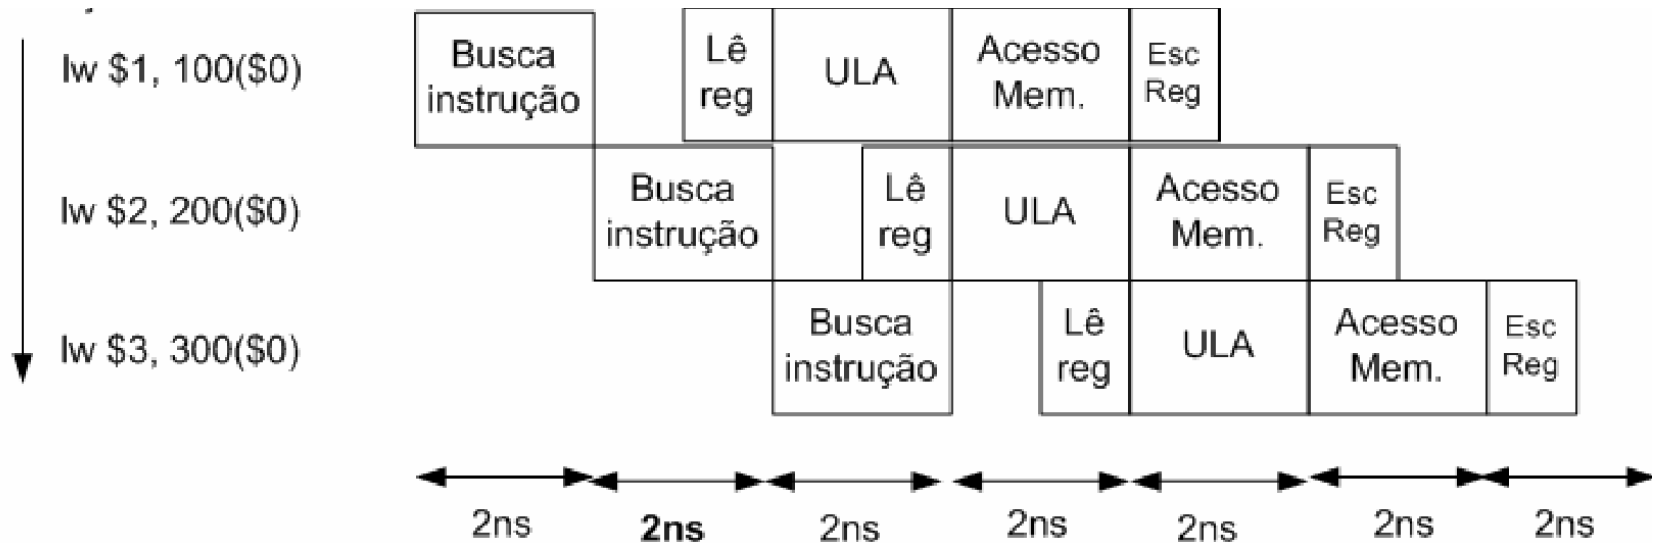 lw $1, 100($0)
Busca
instrução
Lê
reg
ULA
Acesso
Mem.
Esc
Reg
lw $2, 200($0)
Busca
instrução
Lê
reg
ULA
Acesso
Mem.
Esc
Reg
lw $3, 300($0)
Busca
instrução
Lê
reg
ULA
Acesso
Mem.
Esc
Reg
2ns 2ns 2ns 2ns 2ns 2ns 2ns